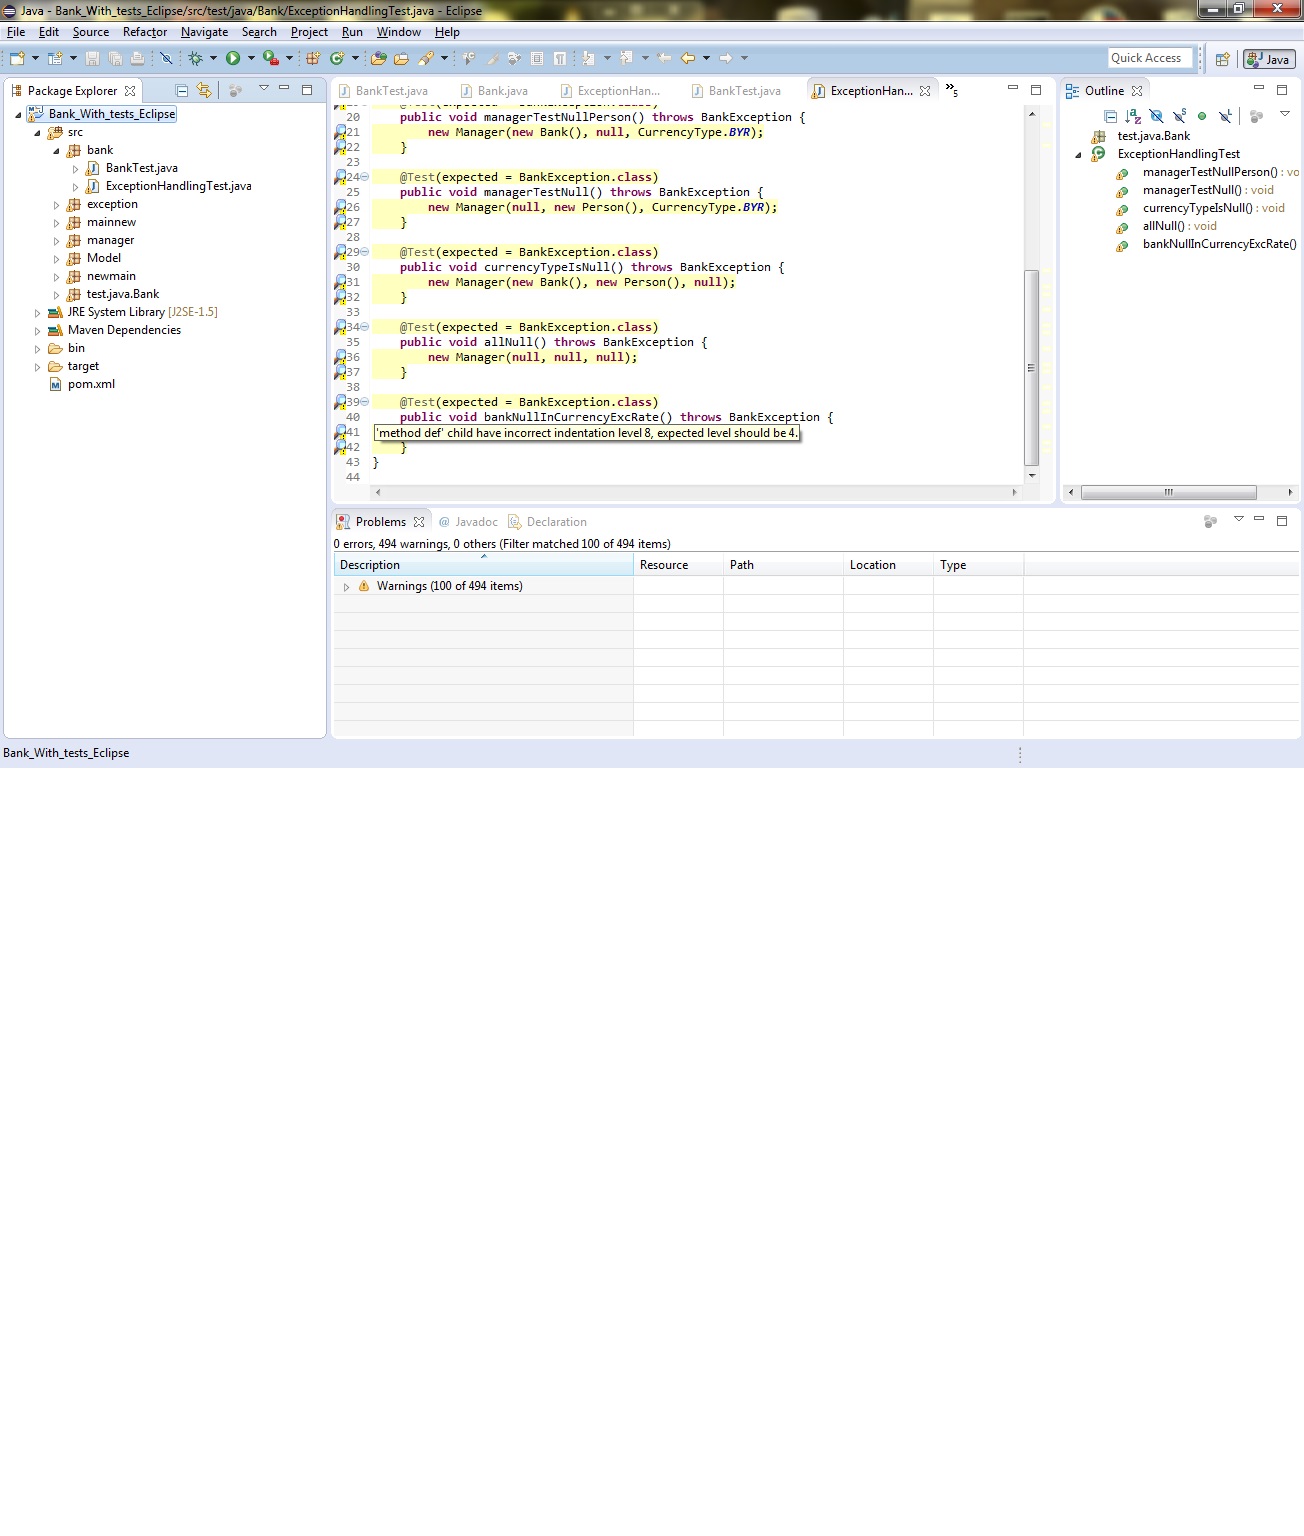 Java - Bank_With_tests_Eclipse/src/test/java/Bank/ExceptionHandlingTest.java - Eclipse
File Edit Source Refactor Navigate Search Project Run Window Help
Quick Access
Java
Package Explorer
Bank_With_tests_Eclipse
src
bank
BankTest.java
ExceptionHandlingTest.java
exception
mainnew
manager
Model
newmain
test.java.Bank
JRE System Library [J2SE-1.5]
Maven Dependencies
bin
target
pom.xml
BankTest.java Bank.java ExceptionHan... BankTest.java ExceptionHan... »5
20 public void managerTestNullPerson() throws BankException {
21 new Manager(new Bank(), null, CurrencyType.BYR);
22 }
23
24 @Test(expected = BankException.class)
25 public void managerTestNull() throws BankException {
26 new Manager(null, new Person(), CurrencyType.BYR);
27 }
28
29 @Test(expected = BankException.class)
30 public void currencyTypeIsNull() throws BankException {
31 new Manager(new Bank(), new Person(), null);
32 }
33
34 @Test(expected = BankException.class)
35 public void allNull() throws BankException {
36 new Manager(null, null, null);
37 }
38
39 @Test(expected = BankException.class)
40 public void bankNullInCurrencyExcRate() throws BankException {
41 'method def' child have incorrect indentation level 8, expected level should be 4.
42 }
43 }
44
Outline
test.java.Bank
ExceptionHandlingTest
managerTestNullPerson() : vo
managerTestNull() : void
currencyTypeIsNull() : void
allNull() : void
bankNullInCurrencyExcRate()
Problems @ Javadoc Declaration
0 errors, 494 warnings, 0 others (Filter matched 100 of 494 items)
Description Resource Path Location Type
Warnings (100 of 494 items)
Bank_With_tests_Eclipse